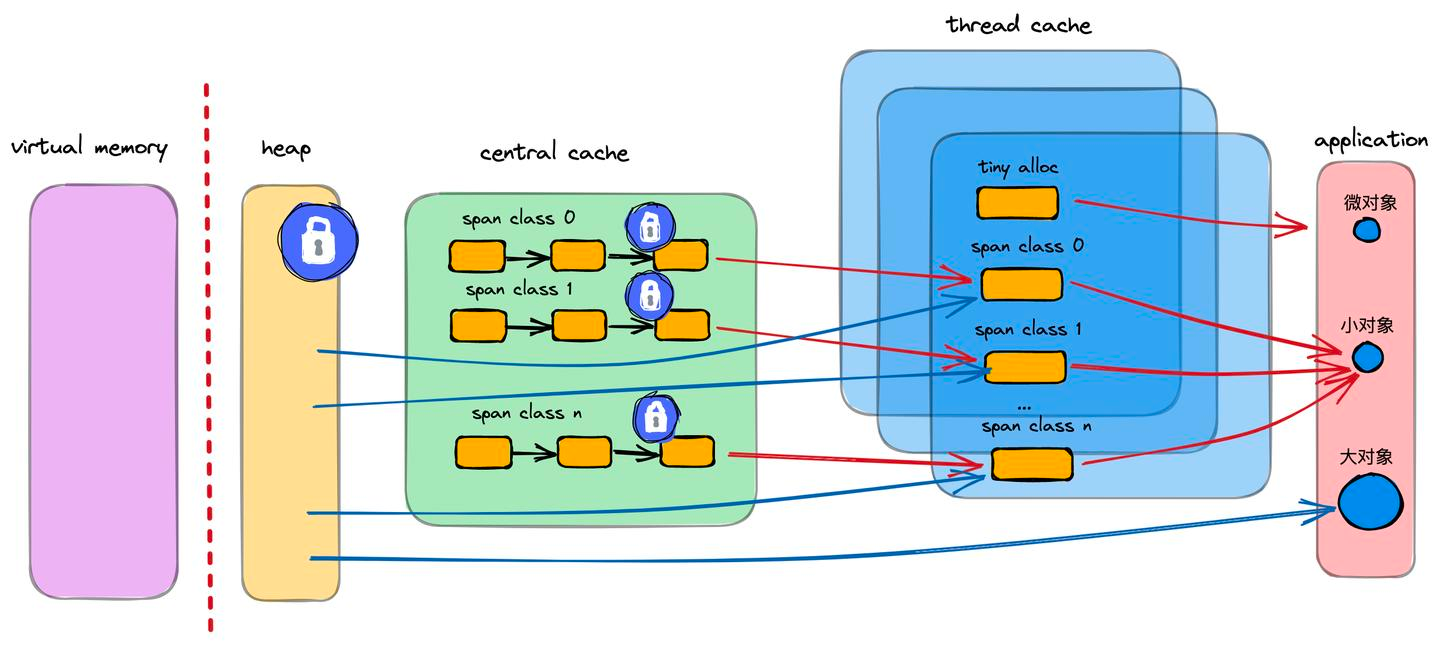 virtual memory
heap
central cache
span class 0
span class 1
span class n
thread cache
tiny alloc
span class 0
span class 1
...
span class n
application
微对象
小对象
大对象